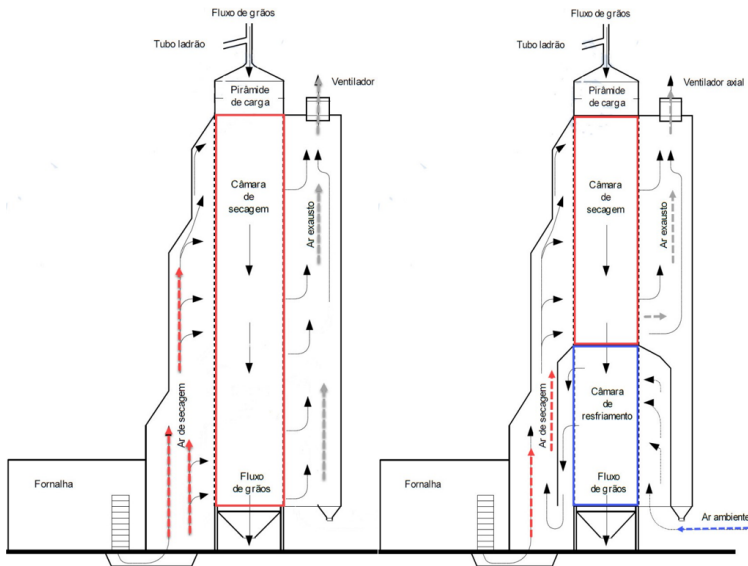 Fluxo de grãos
Tubo ladrão
Pirâmide
de carga
Ventilador
Câmara
de
secagem
Ar exausto
Ar de secagem
Fornalha
Fluxo
de grãos
Fluxo de grãos
Tubo ladrão
Pirâmide
de carga
Ventilador axial
Câmara
de
secagem
Ar exausto
Ar de secagem
Câmara
de
resfriamento
Fornalha
Fluxo
de grãos
Ar ambiente